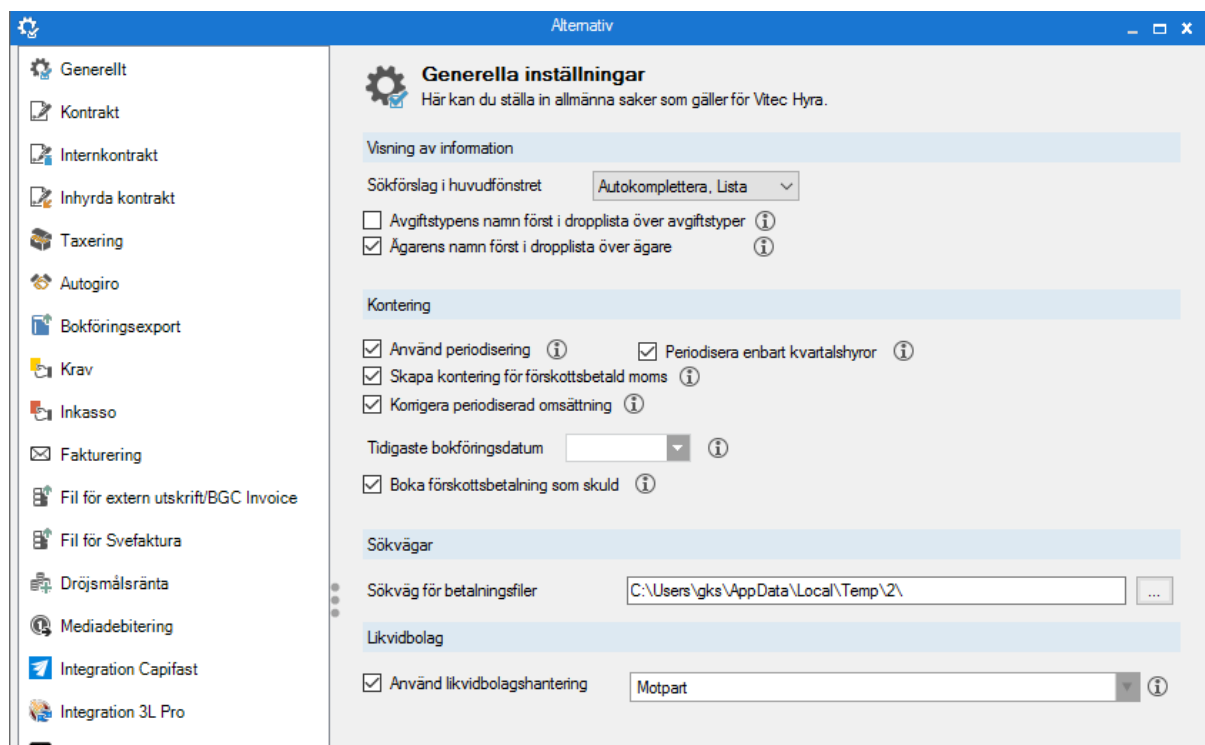 Alternativ
Generellt
Kontrakt
Internkontrakt
Inhyrda kontrakt
Taxering
Autogiro
Bokföringsexport
Krav
Inkasso
Fakturering
Fil för extern utskrift/BGC Invoice
Fil för Svefaktura
Dröjsmålsränta
Mediadebitering
Integration Capifast
Integration 3L Pro
Generella inställningar
Här kan du ställa in allmänna saker som gäller för Vitec Hyra.
Visning av information
Sökförslag i huvudfönstret Autokomplettera, Lista
Avgiftstypens namn först i dropplista över avgiftstyper
Ägarens namn först i dropplista över ägare
Kontering
Använd periodisering Periodisera enbart kvartalshyror
Skapa kontering för förskottsbetald moms
Korrigera periodiserad omsättning
Tidigaste bokföringsdatum
Boka förskottsbetalning som skuld
Sökvägar
Sökväg för betalningsfiler C:\Users\gks\AppData\Local\Temp\2\ ...
Likvidbolag
Använd likvidbolagshantering Motpart